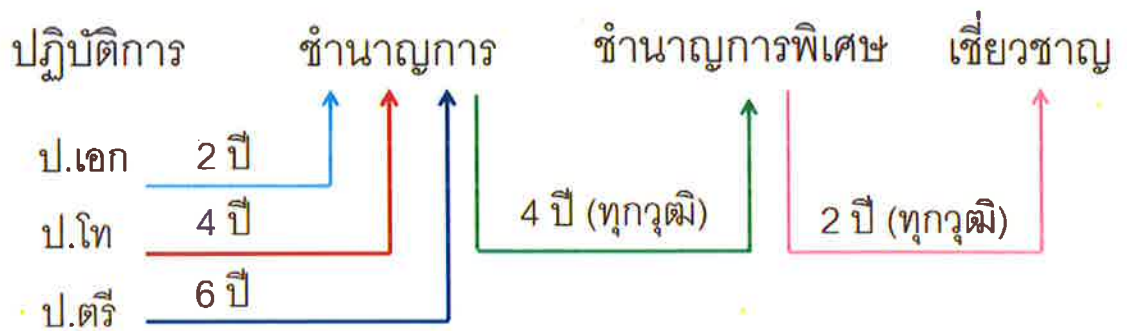 ปฏิบัติการ ชำนาญการ ชำนาญการพิเศษ เชี่ยวชาญ
ป.เอก 2 ปี
ป.โท 4 ปี 4 ปี (ทุกวุฒิ) 2 ปี (ทุกวุฒิ)
ป.ตรี 6 ปี